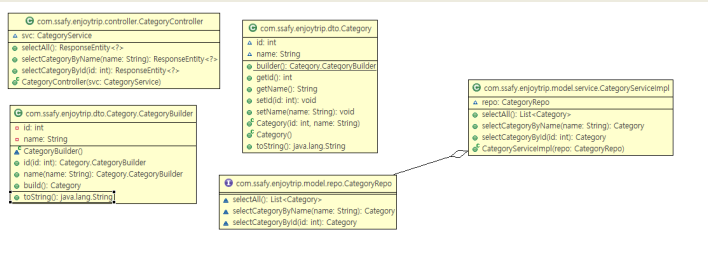 com.ssafy.enjoytrip.controller.CategoryController
svc: CategoryService
selectAll(): ResponseEntity<?>
selectCategoryByName(name: String): ResponseEntity<?>
selectCategoryById(id: int): ResponseEntity<?>
CategoryController(svc: CategoryService)
com.ssafy.enjoytrip.dto.Category
id: int
name: String
builder(): Category.CategoryBuilder
getId(): int
getName(): String
setId(id: int): void
setName(name: String): void
Category(id: int, name: String)
Category()
toString(): java.lang.String
com.ssafy.enjoytrip.model.service.CategoryServiceImpl
repo: CategoryRepo
selectAll(): List<Category>
selectCategoryByName(name: String): Category
selectCategoryById(id: int): Category
CategoryServiceImpl(repo: CategoryRepo)
com.ssafy.enjoytrip.dto.Category.CategoryBuilder
id: int
name: String
CategoryBuilder()
id(id: int): Category.CategoryBuilder
name(name: String): Category.CategoryBuilder
build(): Category
toString(): java.lang.String
com.ssafy.enjoytrip.model.repo.CategoryRepo
selectAll(): List<Category>
selectCategoryByName(name: String): Category
selectCategoryById(id: int): Category